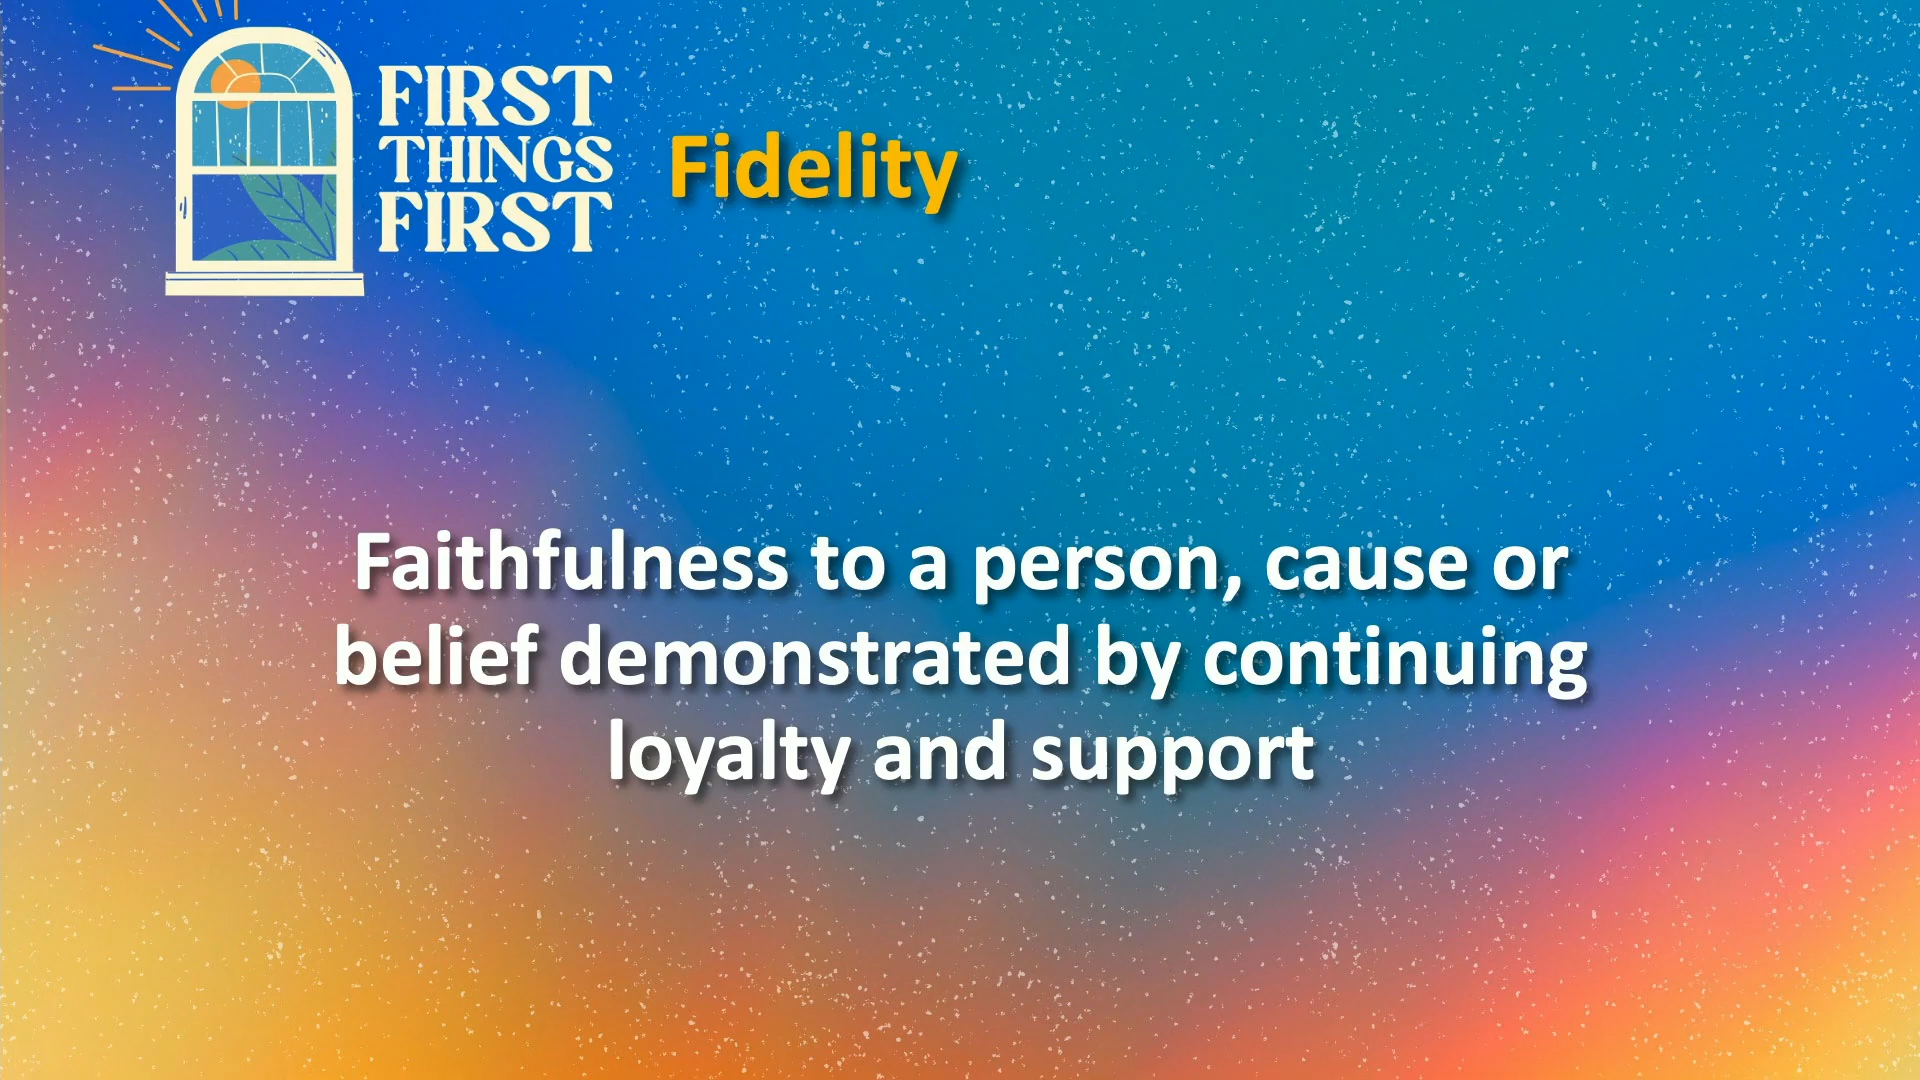 FIRST
THINGS
FIRST
Fidelity
Faithfulness to a person, cause or
belief demonstrated by continuing
loyalty and support